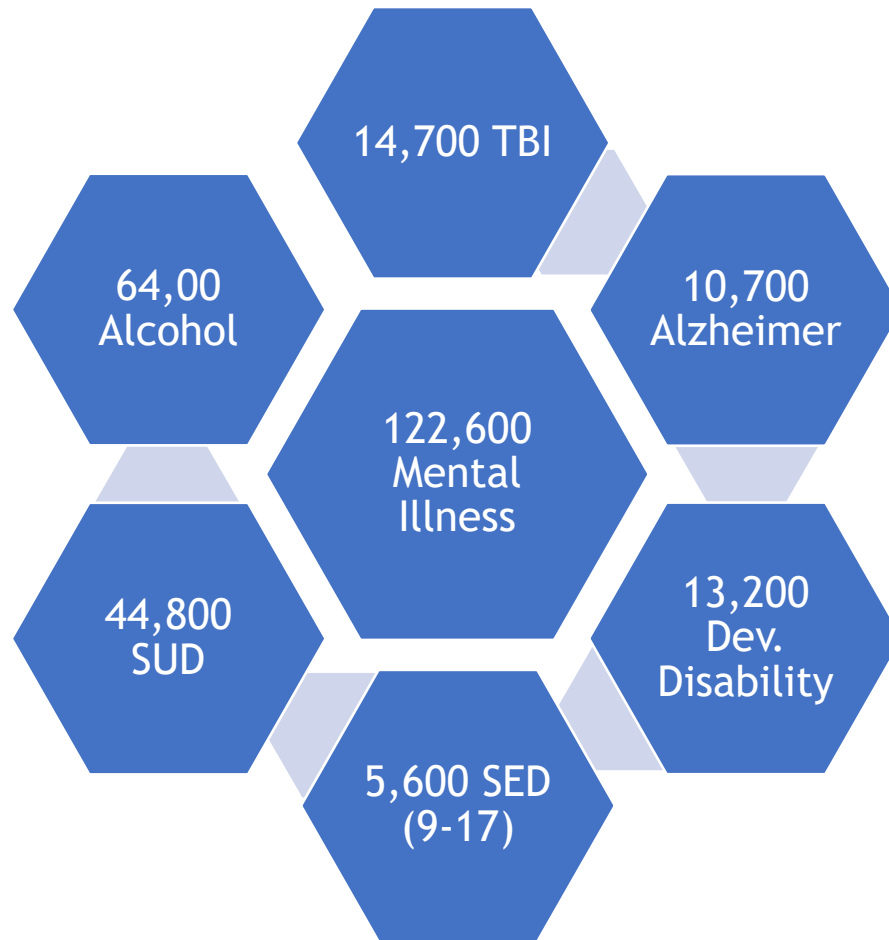 14,700 TBI
64,00
Alcohol
10,700
Alzheimer
122,600
Mental
Illness
44,800
SUD
13,200
Dev.
Disability
5,600 SED
(9-17)